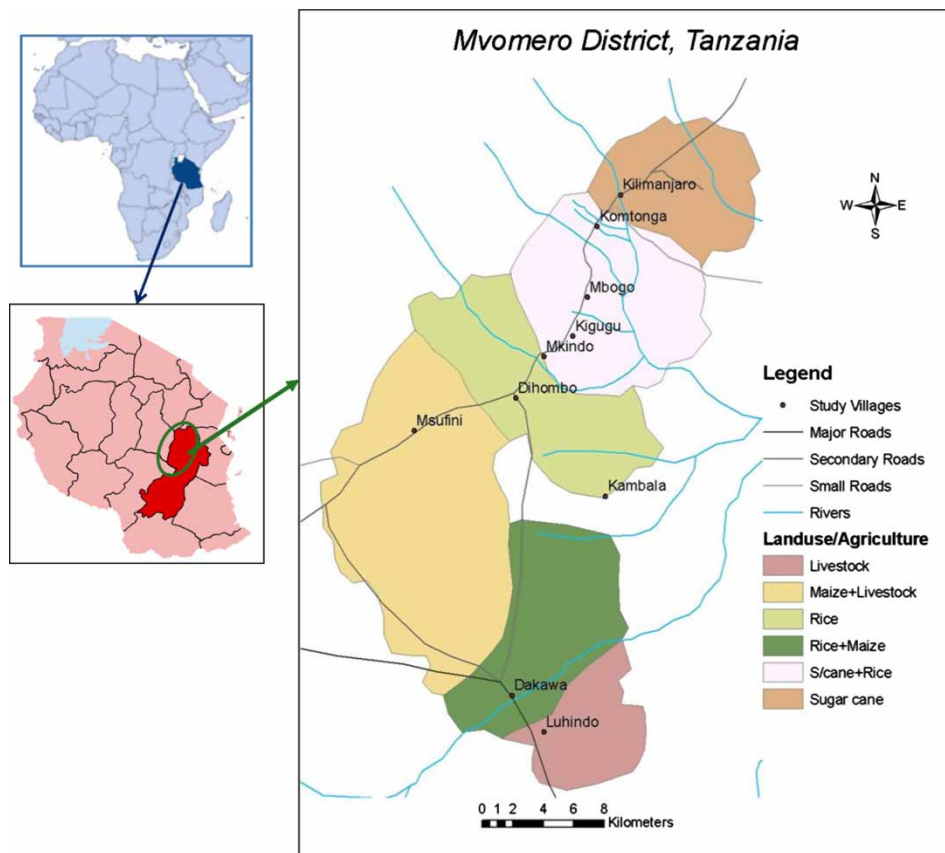 Mvomero District, Tanzania
N
W E
S
Kilimanjaro
Komtonga
Mbogo
Kigugu
Mkindo
Dihombo
Msufini
Kambala
Dakawa
Luhindo
Legend
Study Villages
Major Roads
Secondary Roads
Small Roads
Rivers
Landuse/Agriculture
Livestock
Maize+Livestock
Rice
Rice+Maize
S/cane+Rice
Sugar cane
0 1 2 4 6 8
Kilometers